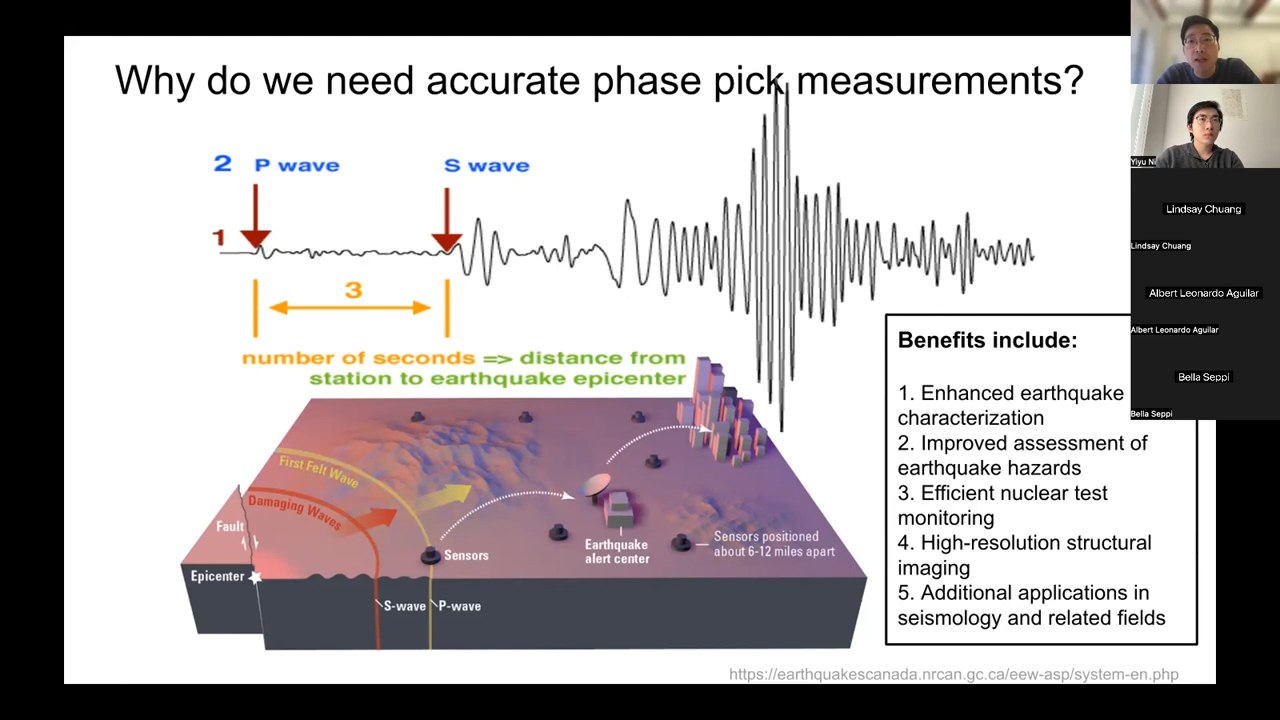 Why do we need accurate phase pick measurements?
2 P wave
S wave
1
3
number of seconds => distance from
station to earthquake epicenter
First Felt Wave
Damaging Waves
Fault
Epicenter
Sensors
S-wave
P-wave
Earthquake
alert center
Sensors positioned
about 6-12 miles apart
Benefits include:
1. Enhanced earthquake
characterization
2. Improved assessment of
earthquake hazards
3. Efficient nuclear test
monitoring
4. High-resolution structural
imaging
5. Additional applications in
seismology and related fields
https://earthquakescanada.nrcan.gc.ca/eew-asp/system-en.php
Yiyu Ni
Lindsay Chuang
Lindsay Chuang
Albert Leonardo Aguilar
Albert Leonardo Aguilar
Bella Seppi
Bella Seppi